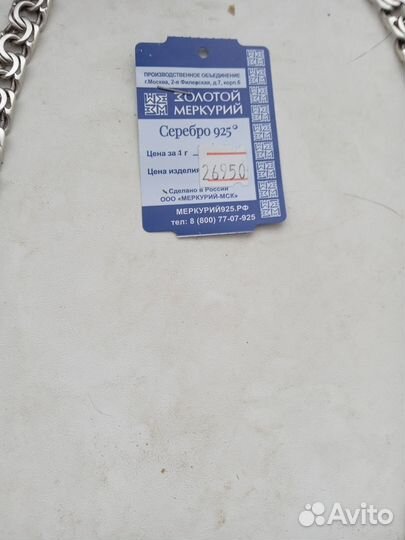 ПРОИЗВОДСТВЕННОЕ ОБЪЕДИНЕНИЕ
г.Москва, 2-я Филевская, д.7, корп.6
ЗОЛОТОЙ
МЕРКУРИЙ
Серебро 925°
Цена за 1 г
Цена изделия 26950
Сделано в России
ООО «МЕРКУРИЙ-МСК»
МЕРКУРИЙ925.РФ
тел: 8 (800) 77-07-925
Avito